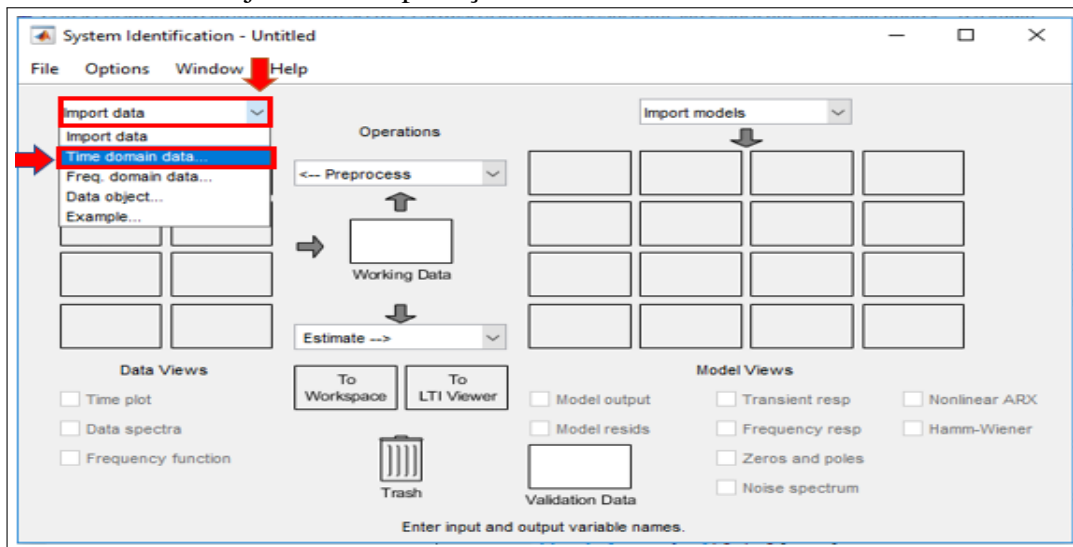 System Identification - Untitled
File Options Window Help
Import data
Import data
Time domain data...
Freq. domain data...
Data object...
Example...
Operations
<-- Preprocess
Working Data
Estimate -->
Import models
Data Views
Time plot
Data spectra
Frequency function
To
Workspace
To
LTI Viewer
Trash
Model Views
Model output
Model resids
Transient resp
Frequency resp
Zeros and poles
Noise spectrum
Nonlinear ARX
Hamm-Wiener
Validation Data
Enter input and output variable names.